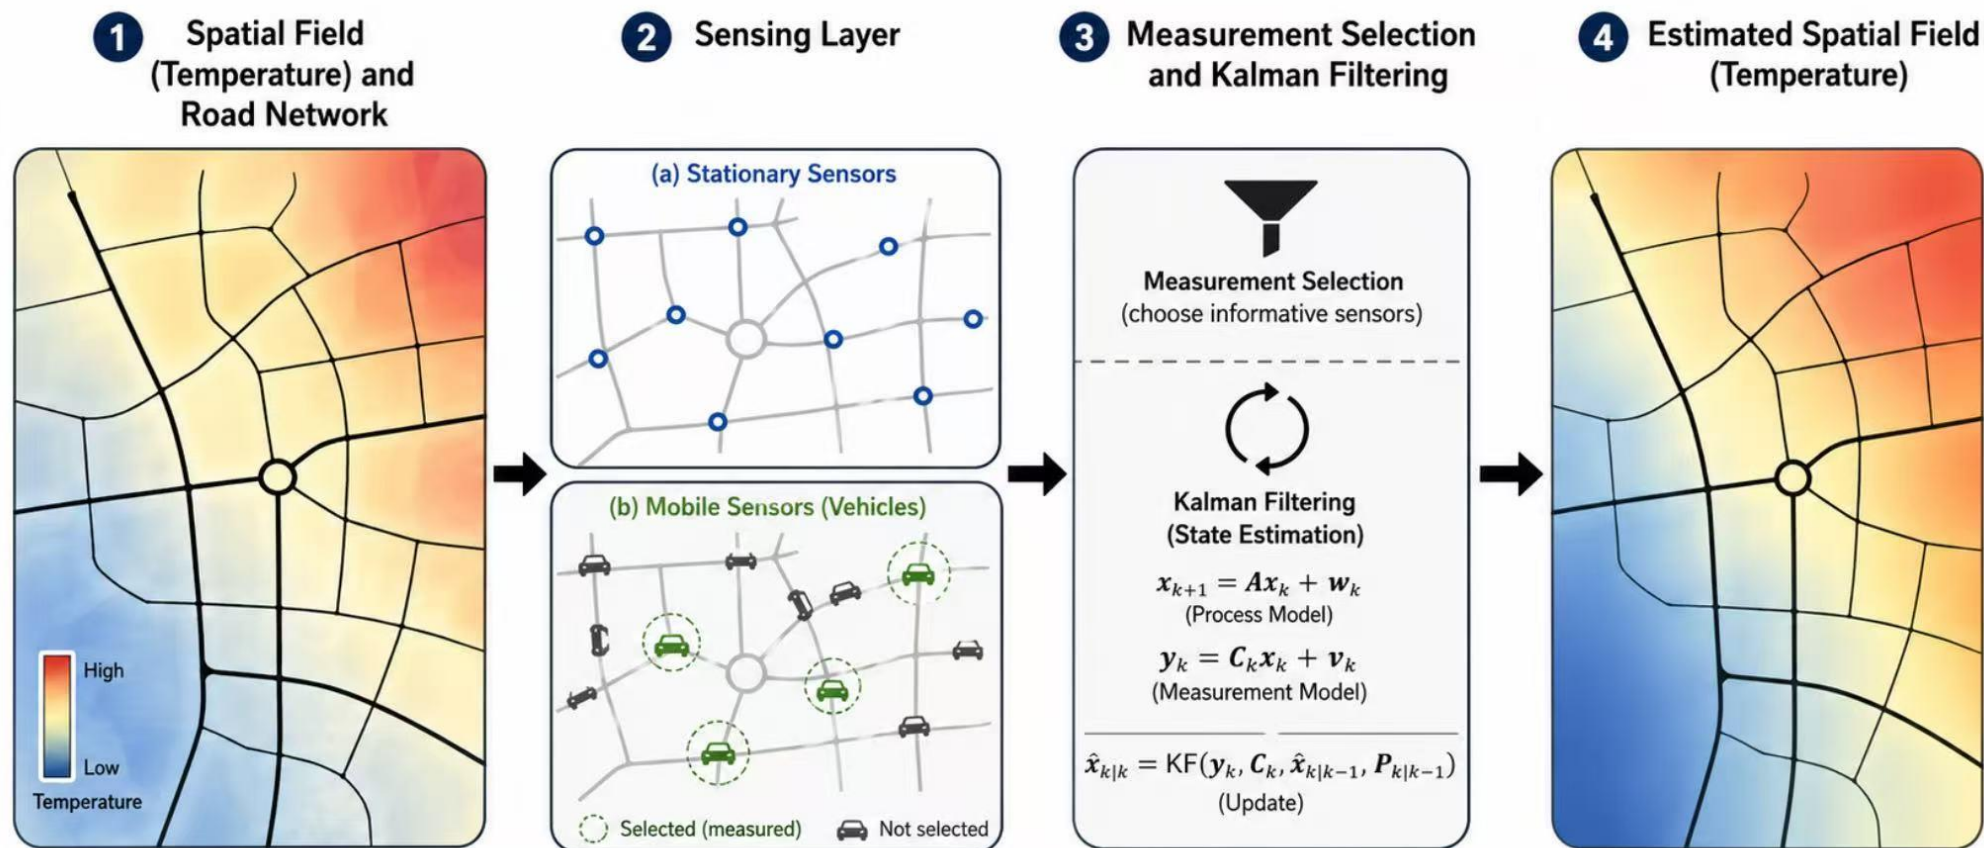 1 Spatial Field
(Temperature) and
Road Network
High
Low
Temperature
2 Sensing Layer
(a) Stationary Sensors
(b) Mobile Sensors (Vehicles)
Selected (measured)
Not selected
3 Measurement Selection
and Kalman Filtering
Measurement Selection
(choose informative sensors)
Kalman Filtering
(State Estimation)
x_{k+1} = Ax_k + w_k
(Process Model)
y_k = C_k x_k + v_k
(Measurement Model)
x̂_{k|k} = KF(y_k, C_k, x̂_{k|k−1}, P_{k|k−1})
(Update)
4 Estimated Spatial Field
(Temperature)